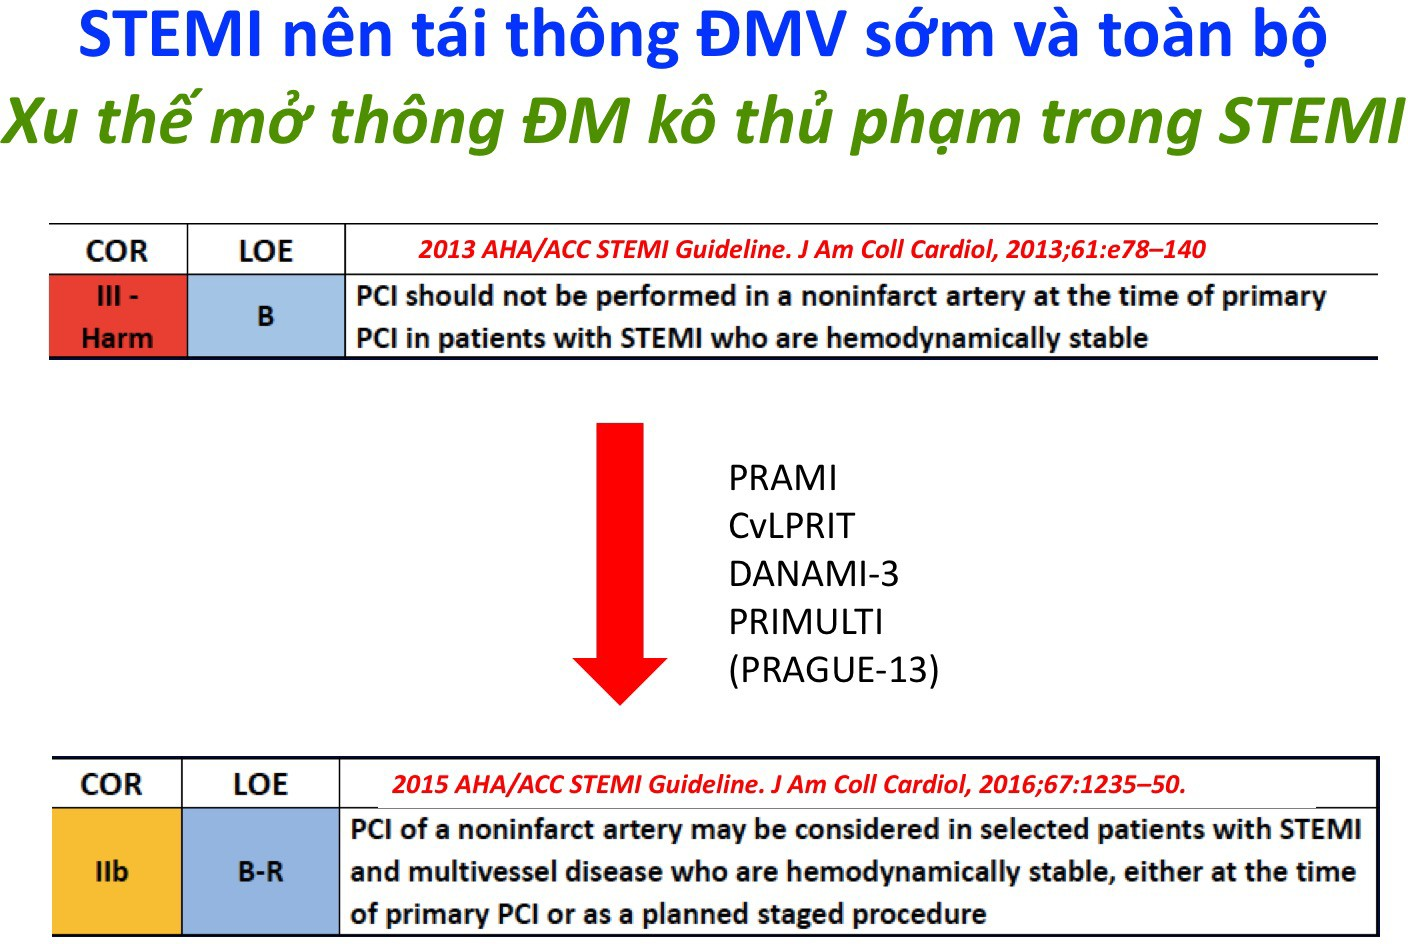 STEMI nên tái thông ĐMV sớm và toàn bộ
Xu thế mở thông ĐM kô thủ phạm trong STEMI
COR LOE 2013 AHA/ACC STEMI Guideline. J Am Coll Cardiol, 2013;61:e78–140
III - Harm B PCI should not be performed in a noninfarct artery at the time of primary
PCI in patients with STEMI who are hemodynamically stable
PRAMI
CvLPRIT
DANAMI-3
PRIMULTI
(PRAGUE-13)
COR LOE 2015 AHA/ACC STEMI Guideline. J Am Coll Cardiol, 2016;67:1235–50.
IIb B-R PCI of a noninfarct artery may be considered in selected patients with STEMI
and multivessel disease who are hemodynamically stable, either at the time
of primary PCI or as a planned staged procedure